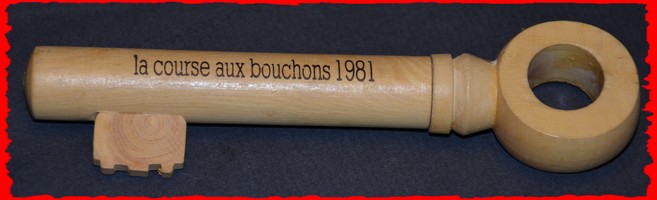 la course aux bouchons 1981